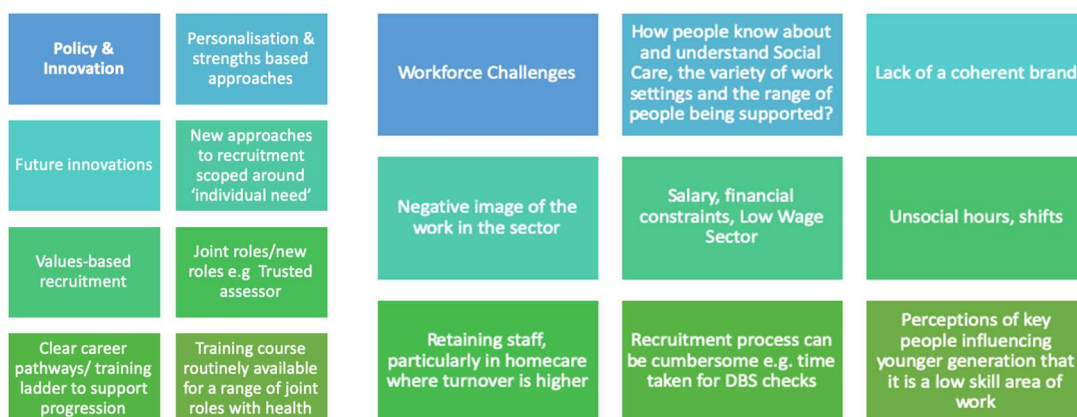 Policy &
Innovation
Personalisation &
strengths based
approaches
Future innovations
New approaches
to recruitment
scoped around
‘individual need’
Values-based
recruitment
Joint roles/new
roles e.g  Trusted
assessor
Clear career
pathways/ training
ladder to support
progression
Training course
routinely available
for a range of joint
roles with health
Workforce Challenges
How people know about
and understand Social
Care, the variety of work
settings and the range of
people being supported?
Lack of a coherent brand
Negative image of the
work in the sector
Salary, financial
constraints, Low Wage
Sector
Unsocial hours, shifts
Retaining staff,
particularly in homecare
where turnover is higher
Recruitment process can
be cumbersome e.g. time
taken for DBS checks
Perceptions of key
people influencing
younger generation that
it is a low skill area of
work